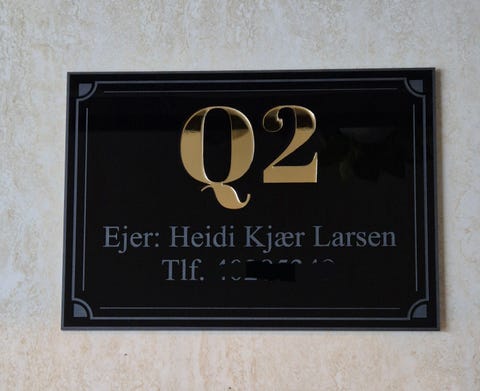 Q2
Ejer: Heidi Kjær Larsen
Tlf.